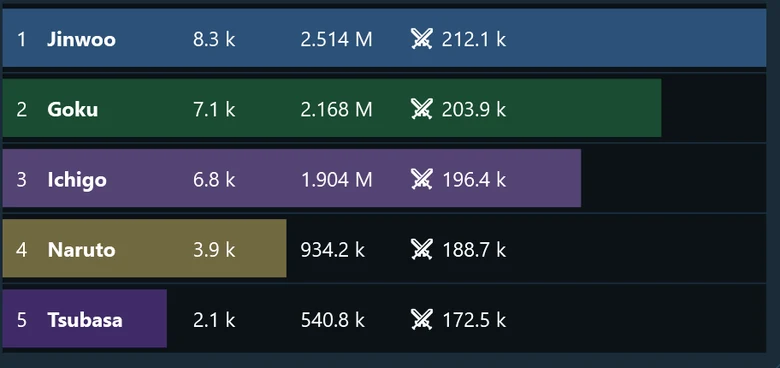 1 Jinwoo 8.3 k 2.514 M 212.1 k
2 Goku 7.1 k 2.168 M 203.9 k
3 Ichigo 6.8 k 1.904 M 196.4 k
4 Naruto 3.9 k 934.2 k 188.7 k
5 Tsubasa 2.1 k 540.8 k 172.5 k